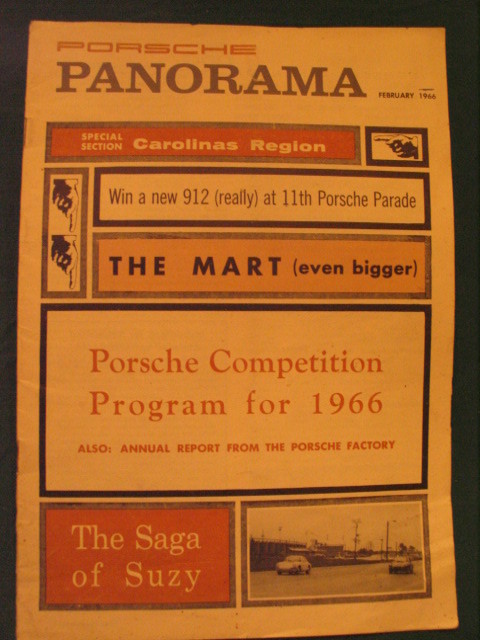 PORSCHE
PANORAMA
FEBRUARY 1966
SPECIAL
SECTION Carolinas Region
Win a new 912 (really) at 11th Porsche Parade
THE MART (even bigger)
Porsche Competition
Program for 1966
ALSO: ANNUAL REPORT FROM THE PORSCHE FACTORY
The Saga
of Suzy